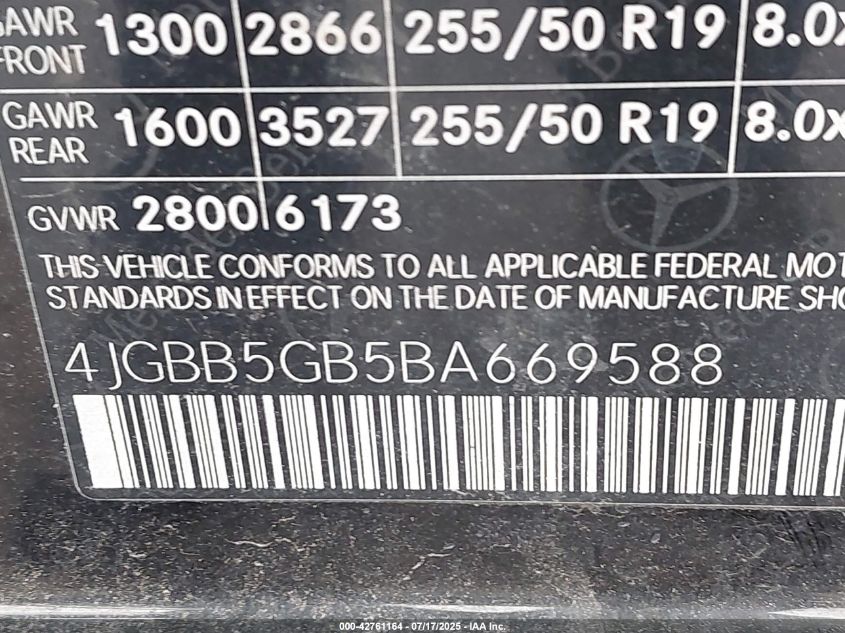 GAWR FRONT 1300 2866 255/50 R19 8.0x
GAWR REAR 1600 3527 255/50 R19 8.0x
GVWR 2800 6173
THIS VEHICLE CONFORMS TO ALL APPLICABLE FEDERAL MOT
STANDARDS IN EFFECT ON THE DATE OF MANUFACTURE SHO
4JGBB5GB5BA669588
000-42761164 - 07/17/2025 - IAA Inc.